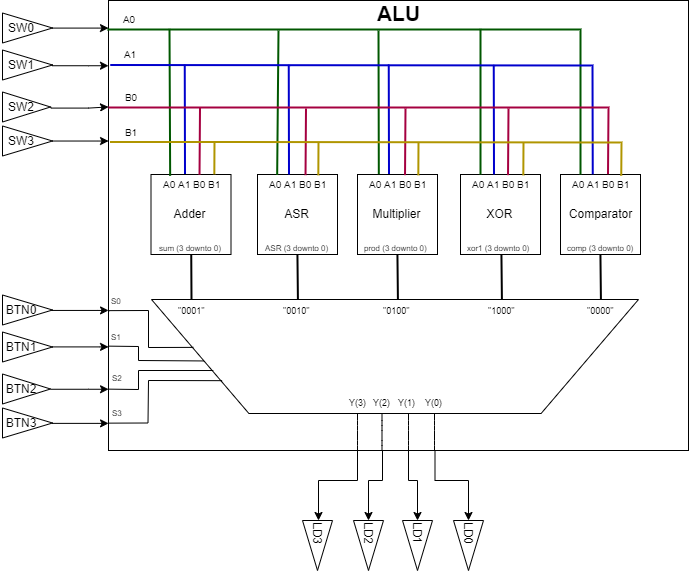 ALU
SW0
A0
SW1
A1
SW2
B0
SW3
B1
A0 A1 B0 B1
A0 A1 B0 B1
A0 A1 B0 B1
A0 A1 B0 B1
A0 A1 B0 B1
Adder
ASR
Multiplier
XOR
Comparator
sum (3 downto 0)
ASR (3 downto 0)
prod (3 downto 0)
xor1 (3 downto 0)
comp (3 downto 0)
BTN0
S0
"0001"
"0010"
"0100"
"1000"
"0000"
BTN1
S1
BTN2
S2
BTN3
S3
Y(3)
Y(2)
Y(1)
Y(0)
LD3
LD2
LD1
LD0